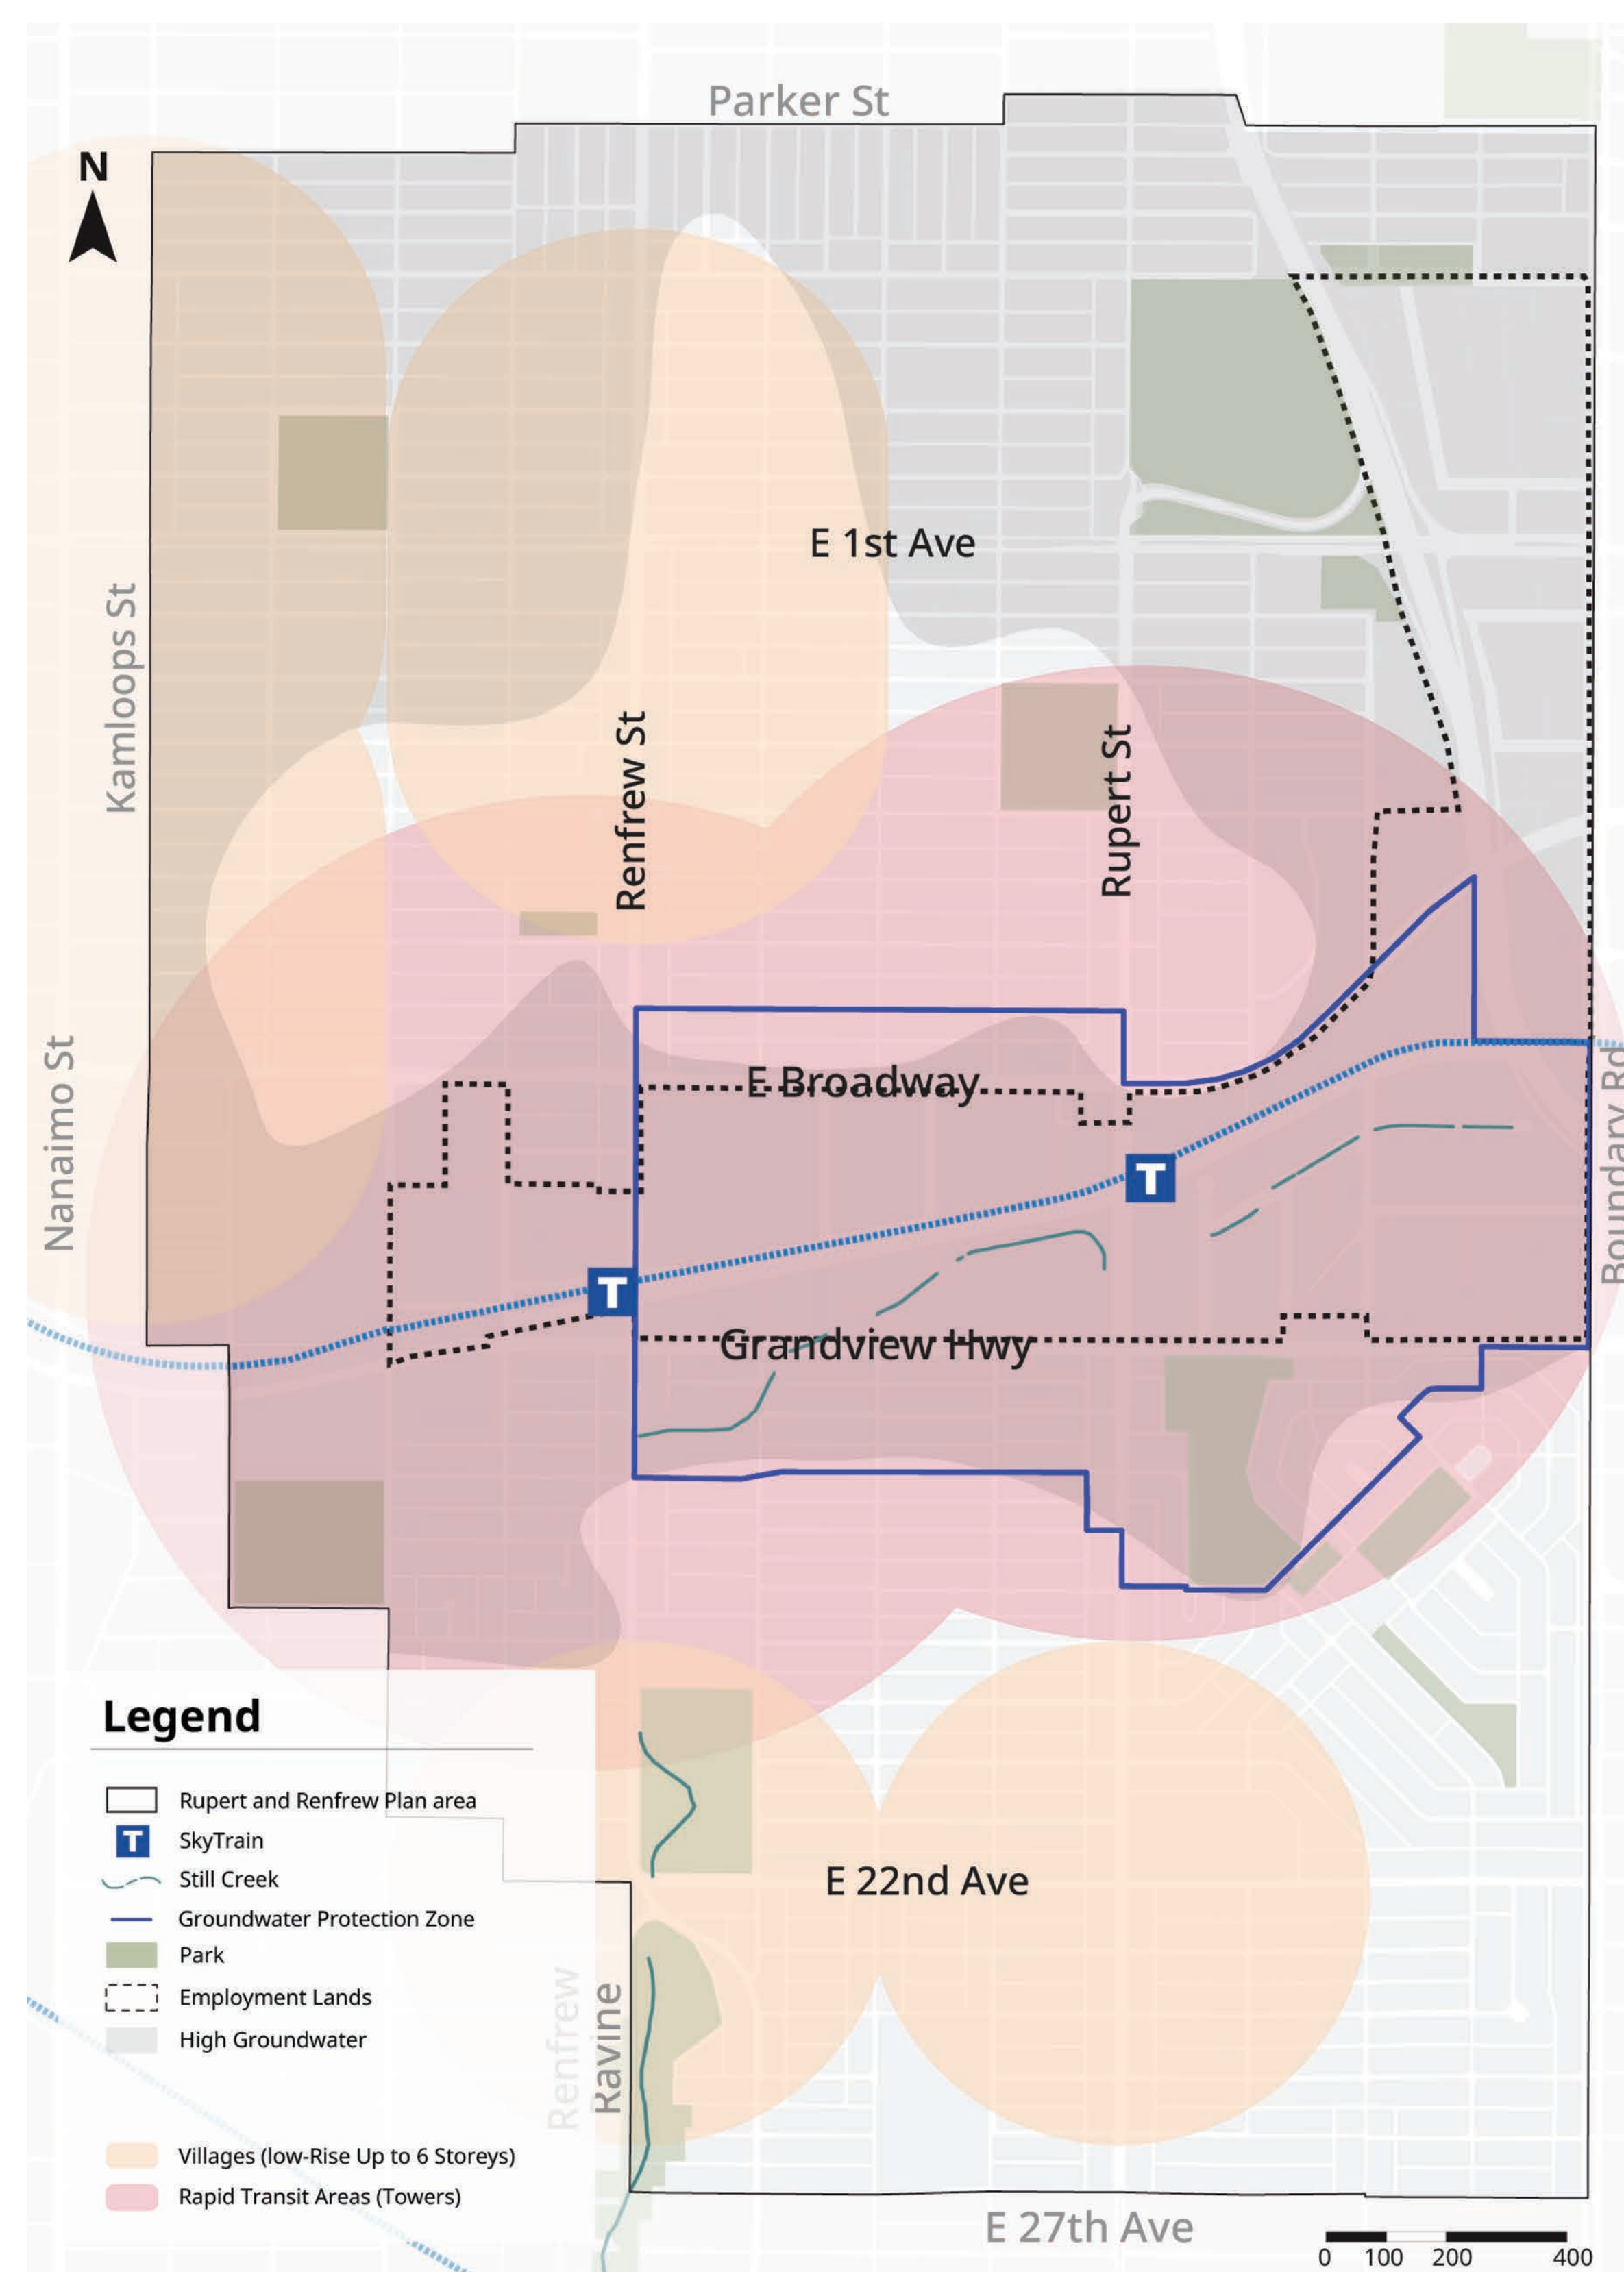 Parker St
N
E 1st Ave
Kamloops St
Renfrew St
Rupert St
Nanaimo St
E Broadway
Boundary Rd
T
T
Grandview Hwy
Legend
Rupert and Renfrew Plan area
T
SkyTrain
Still Creek
Groundwater Protection Zone
Park
Employment Lands
High Groundwater
Villages (low-Rise Up to 6 Storeys)
Rapid Transit Areas (Towers)
E 22nd Ave
Renfrew
Ravine
E 27th Ave
0 100 200 400